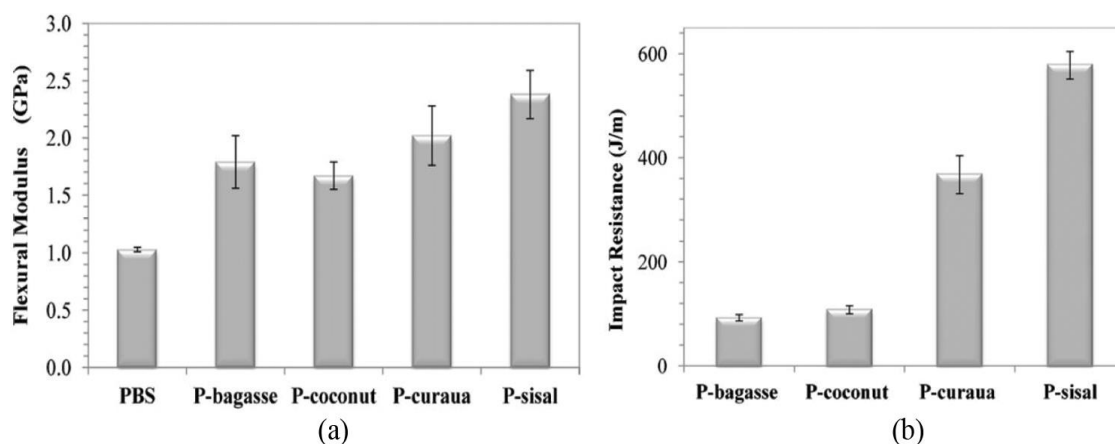 Flexural Modulus (GPa)
3.0
2.5
2.0
1.5
1.0
0.5
0.0
PBS P-bagasse P-coconut P-curaua P-sisal
(a)
Impact Resistance (J/m)
600
400
200
0
P-bagasse P-coconut P-curaua P-sisal
(b)